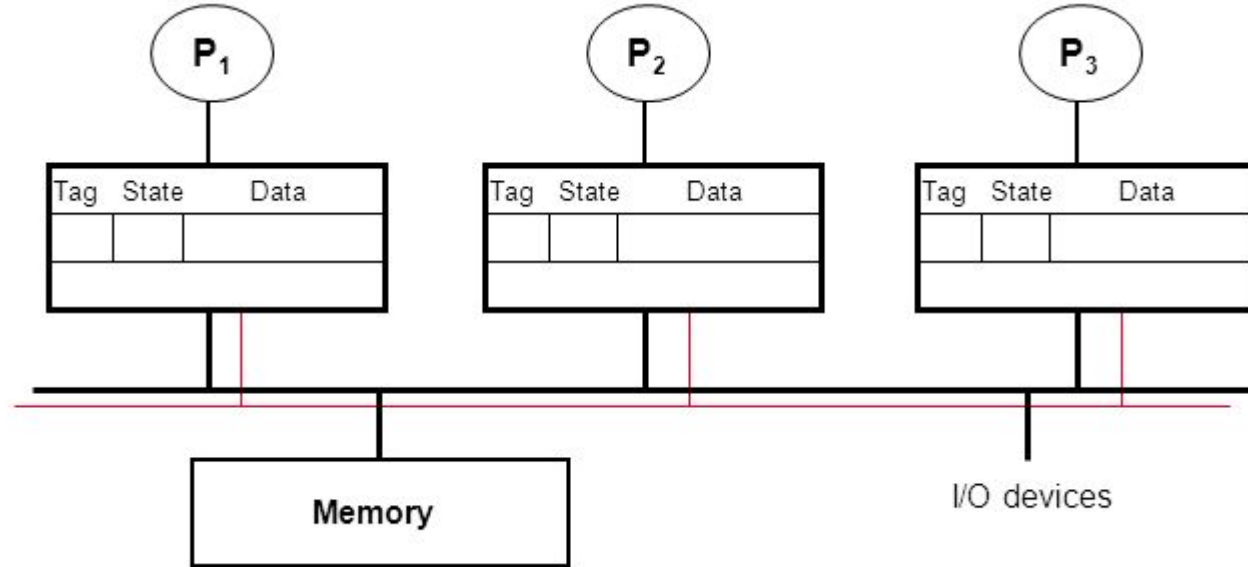 P₁ P₂ P₃
Tag State Data Tag State Data Tag State Data
Memory
I/O devices